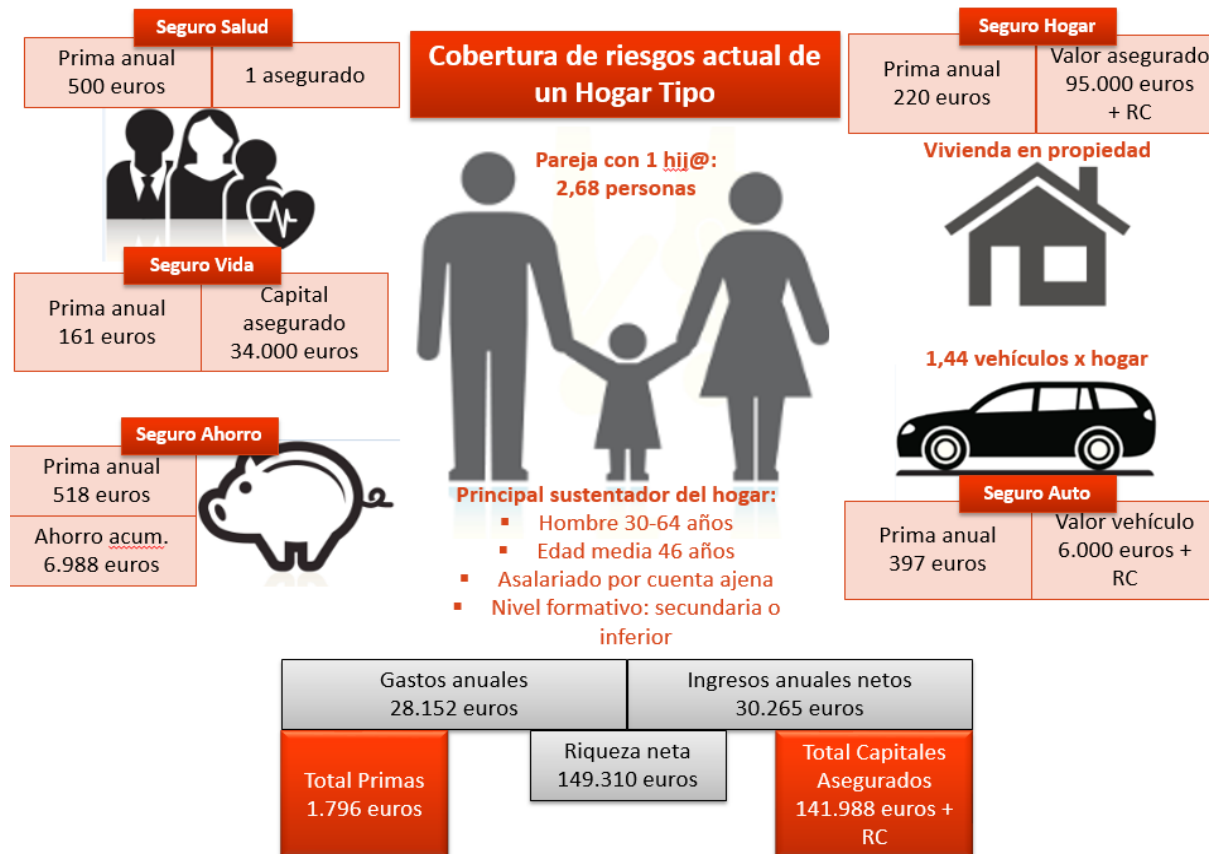 Seguro Salud
Prima anual
500 euros
1 asegurado
Cobertura de riesgos actual de
un Hogar Tipo
Seguro Hogar
Prima anual
220 euros
Valor asegurado
95.000 euros
+ RC
Pareja con 1 hij@:
2,68 personas
Vivienda en propiedad
Seguro Vida
Prima anual
161 euros
Capital
asegurado
34.000 euros
1,44 vehículos x hogar
Seguro Ahorro
Prima anual
518 euros
Ahorro acum.
6.988 euros
Seguro Auto
Prima anual
397 euros
Valor vehículo
6.000 euros +
RC
Principal sustentador del hogar:
▪ Hombre 30-64 años
▪ Edad media 46 años
▪ Asalariado por cuenta ajena
▪ Nivel formativo: secundaria o
inferior
Gastos anuales
28.152 euros
Ingresos anuales netos
30.265 euros
Total Primas
1.796 euros
Riqueza neta
149.310 euros
Total Capitales
Asegurados
141.988 euros +
RC